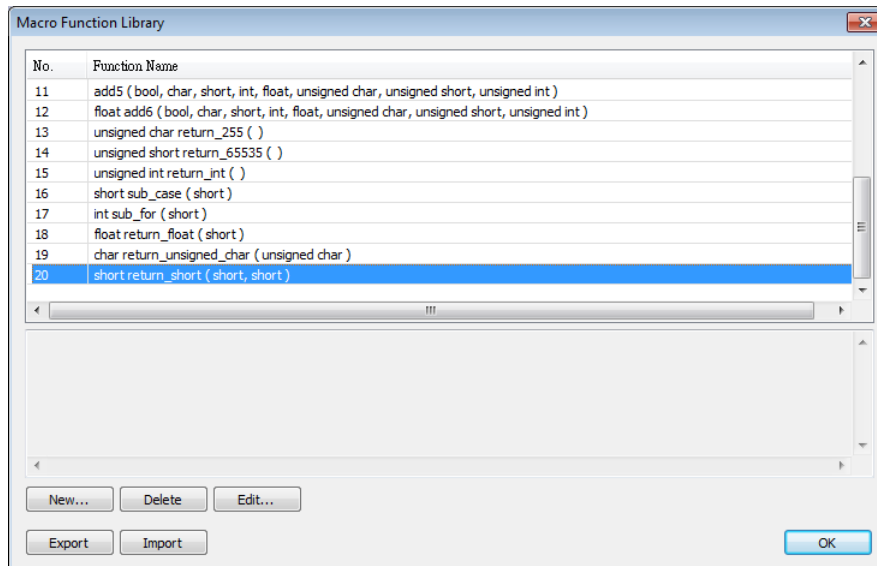 Macro Function Library
No. Function Name
11 add5 ( bool, char, short, int, float, unsigned char, unsigned short, unsigned int )
12 float add6 ( bool, char, short, int, float, unsigned char, unsigned short, unsigned int )
13 unsigned char return_255 ( )
14 unsigned short return_65535 ( )
15 unsigned int return_int ( )
16 short sub_case ( short )
17 int sub_for ( short )
18 float return_float ( short )
19 char return_unsigned_char ( unsigned char )
20 short return_short ( short, short )
New... Delete Edit...
Export Import OK